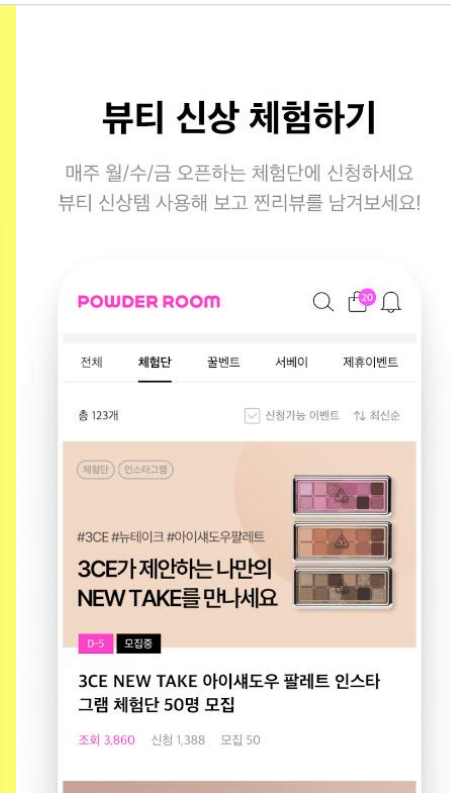 뷰티 신상 체험하기
매주 월/수/금 오픈하는 체험단에 신청하세요
뷰티 신상템 사용해 보고 찐리뷰를 남겨보세요!
POWDER ROOM 20
전체 체험단 꿀벤트 서베이 제휴이벤트
총 123개 신청가능 이벤트 최신순
체험단 인스타그램
#3CE #뉴테이크 #아이섀도우팔레트
3CE가 제안하는 나만의
NEW TAKE를 만나세요
D-5 모집중
3CE NEW TAKE 아이섀도우 팔레트 인스타
그램 체험단 50명 모집
조회 3,860 신청 1,388 모집 50